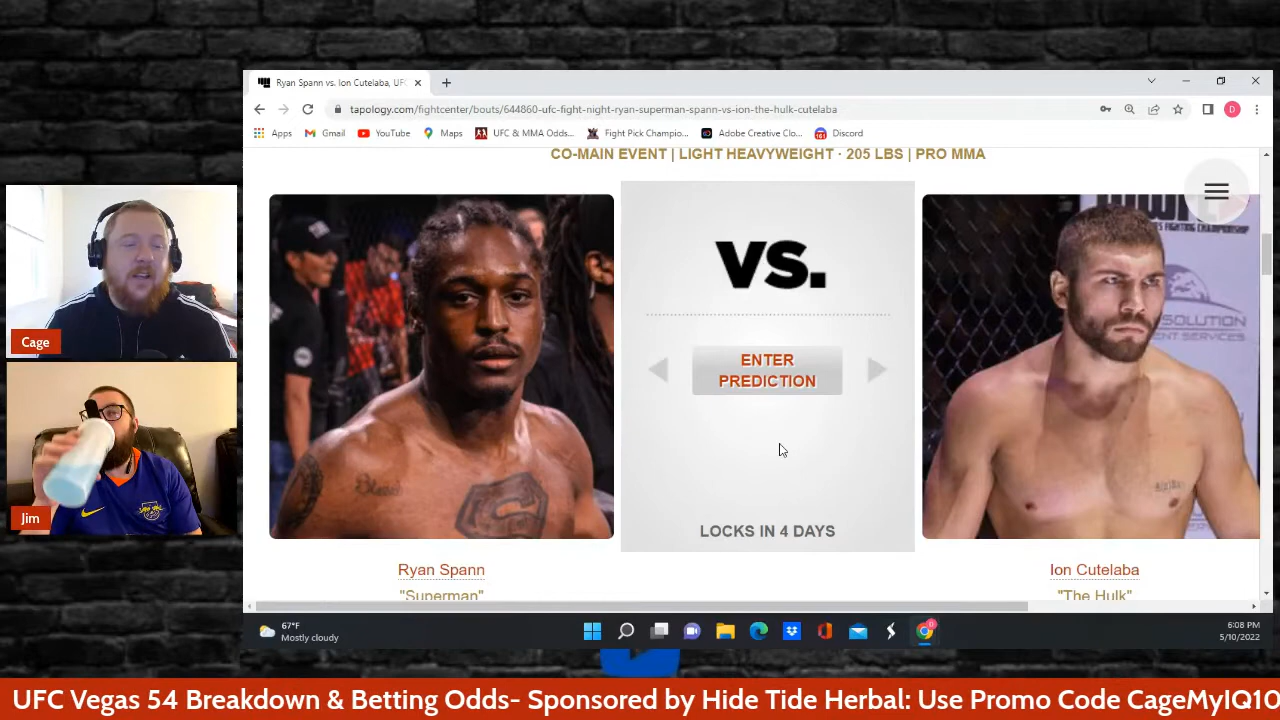 Ryan Spann vs. Ion Cutelaba, UFC
tapology.com/fightcenter/bouts/644860-ufc-fight-night-ryan-superman-spann-vs-ion-the-hulk-cutelaba
D
Apps
Gmail
YouTube
Maps
UFC & MMA Odds...
Fight Pick Champio...
Adobe Creative Clo...
161
Discord
CO-MAIN EVENT | LIGHT HEAVYWEIGHT · 205 LBS | PRO MMA
VS.
ENTER
PREDICTION
LOCKS IN 4 DAYS
SOLUTION
Ryan Spann
"Superman"
Ion Cutelaba
"The Hulk"
Cage
Jim
67°F
Mostly cloudy
6:08 PM
5/10/2022
UFC Vegas 54 Breakdown & Betting Odds- Sponsored by Hide Tide Herbal: Use Promo Code CageMyIQ10